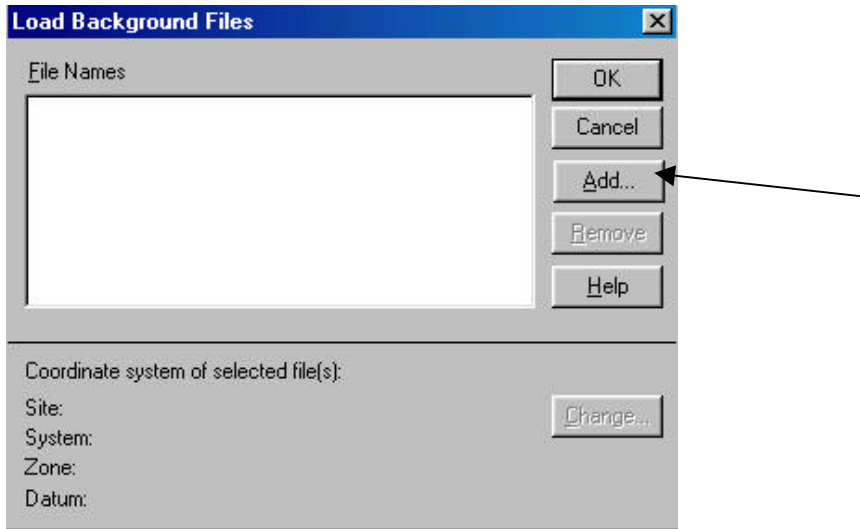 Load Background Files
File Names
OK
Cancel
Add...
Remove
Help
Coordinate system of selected file(s):
Site:
Change...
System:
Zone:
Datum: